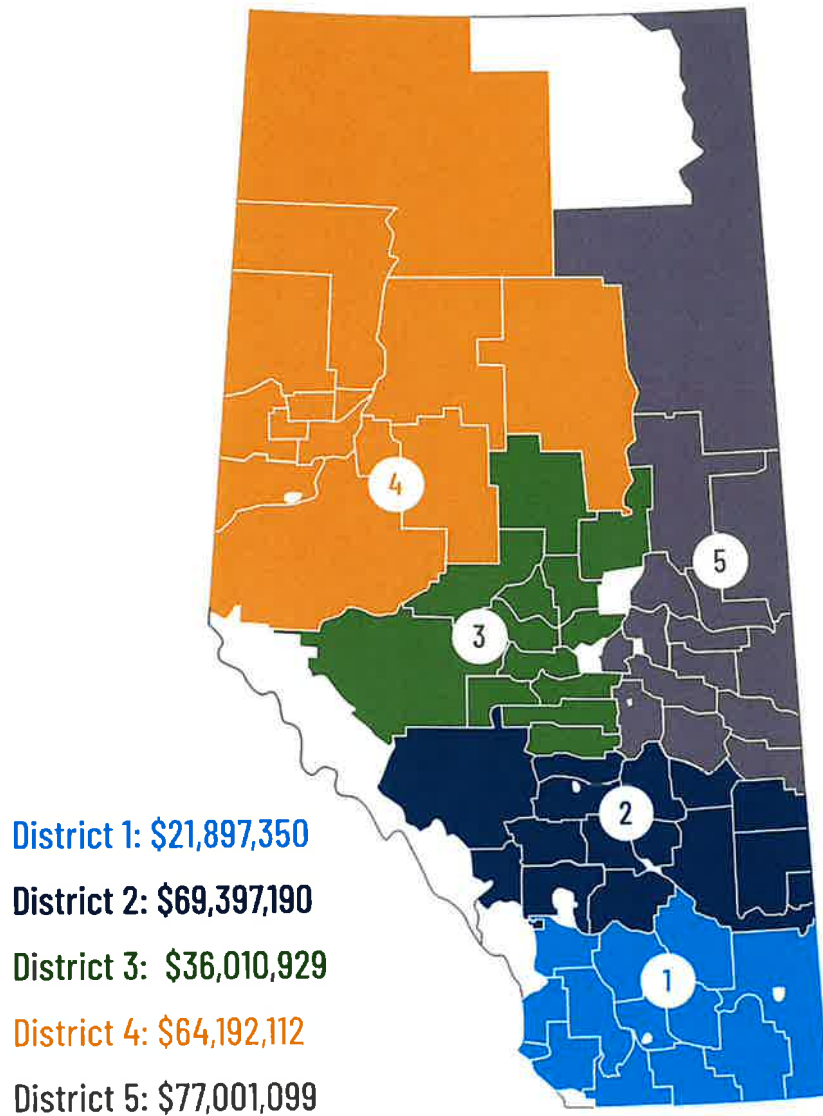 4
5
3
2
1
District 1: $21,897,350
District 2: $69,397,190
District 3: $36,010,929
District 4: $64,192,112
District 5: $77,001,099